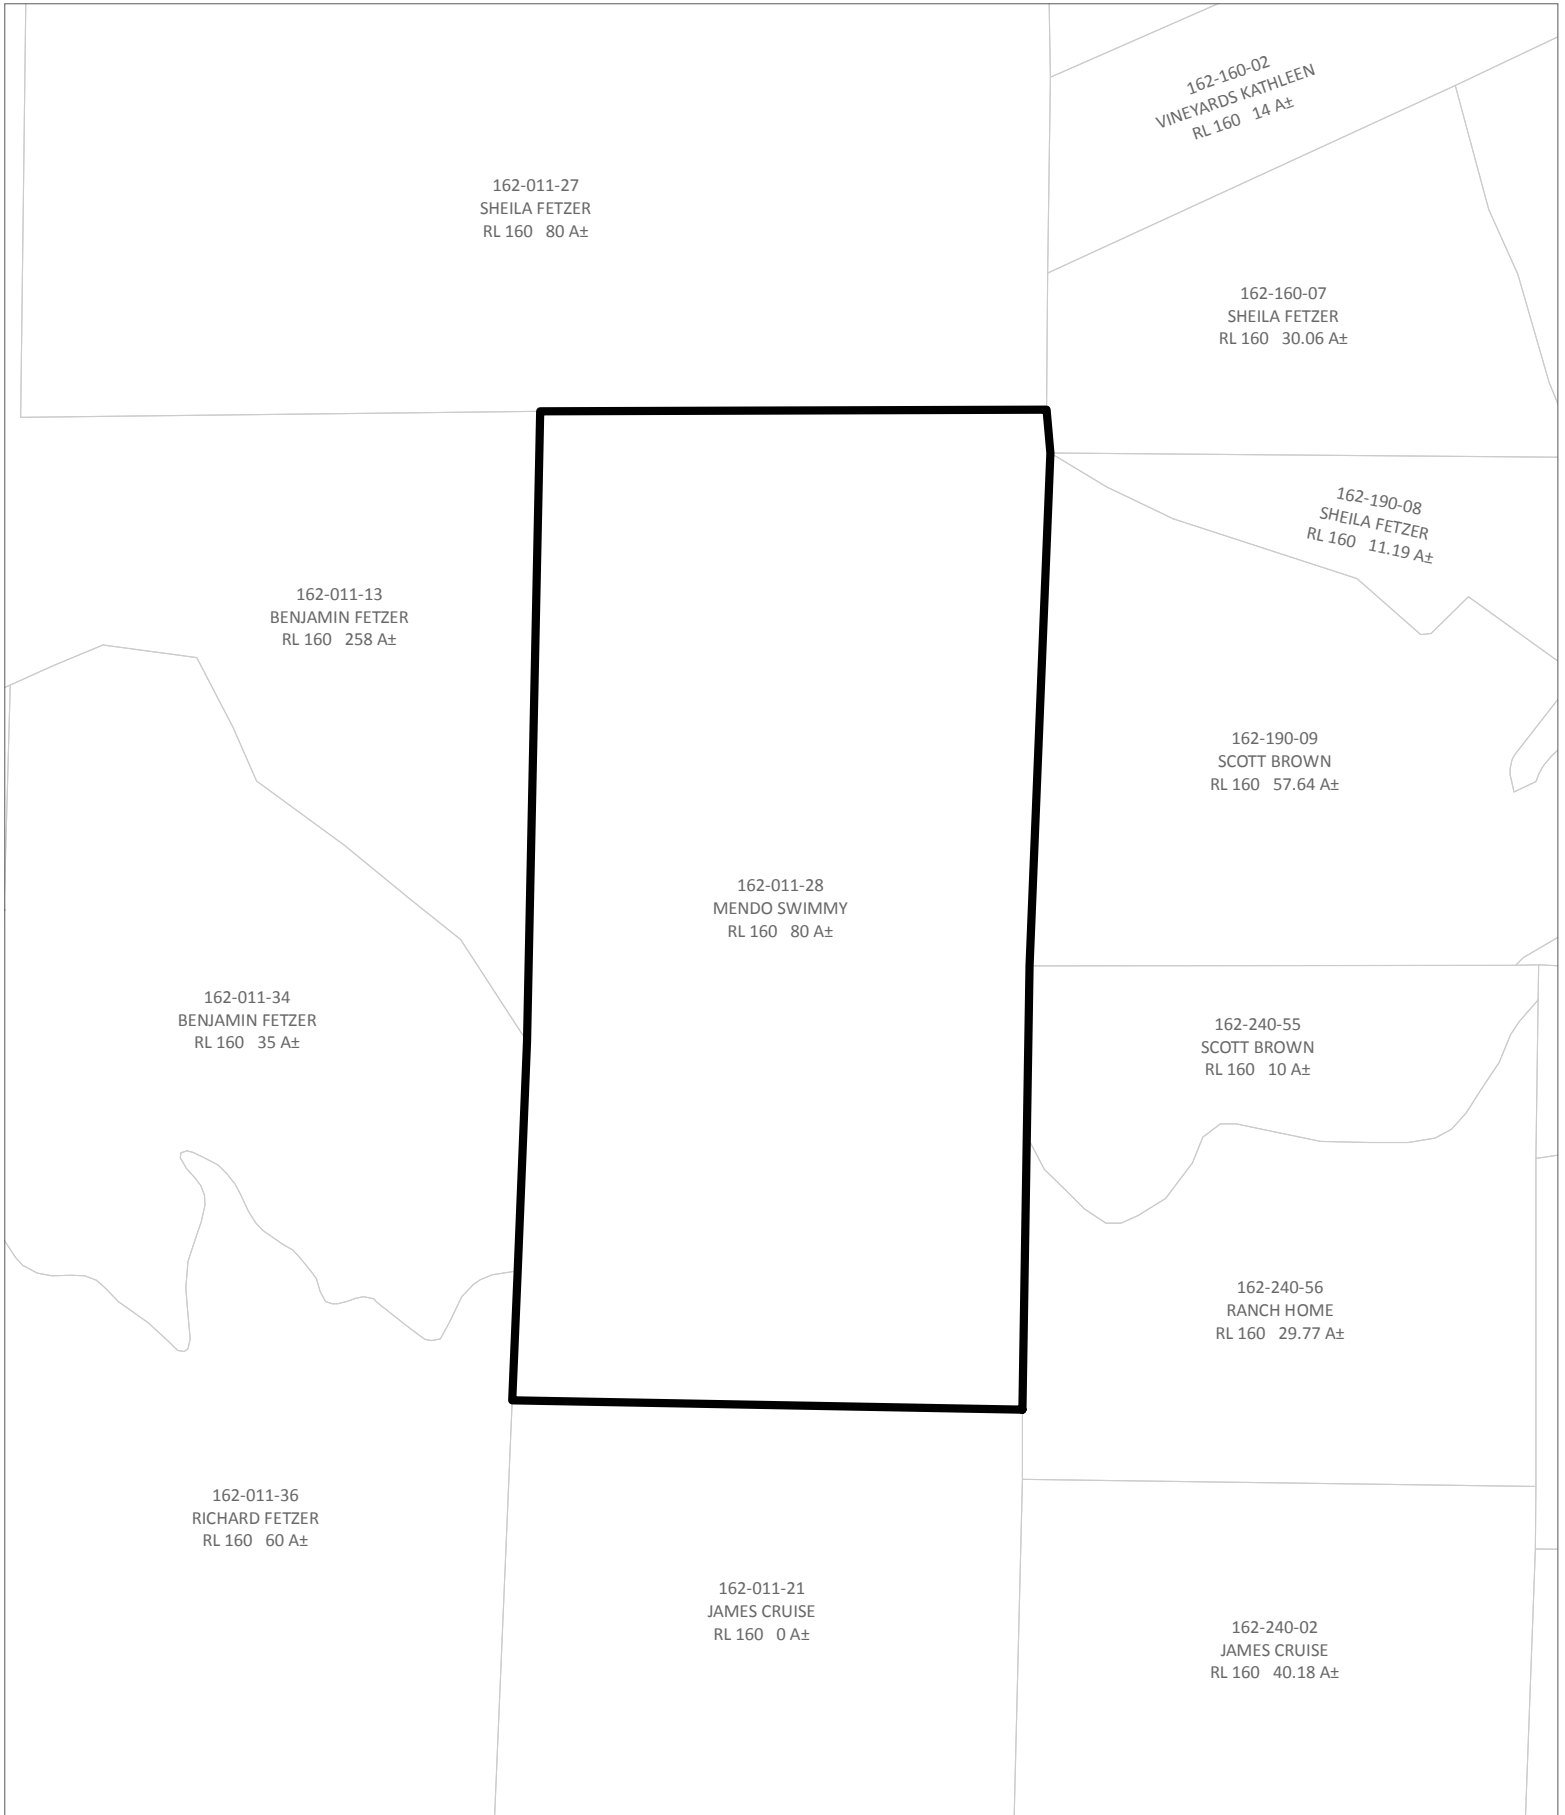 162-160-02
VINEYARDS KATHLEEN
RL 160 14 A±
162-011-27
SHEILA FETZER
RL 160 80 A±
162-160-07
SHEILA FETZER
RL 160 30.06 A±
162-190-08
SHEILA FETZER
RL 160 11.19 A±
162-011-13
BENJAMIN FETZER
RL 160 258 A±
162-190-09
SCOTT BROWN
RL 160 57.64 A±
162-011-28
MENDO SWIMMY
RL 160 80 A±
162-011-34
BENJAMIN FETZER
RL 160 35 A±
162-240-55
SCOTT BROWN
RL 160 10 A±
162-240-56
RANCH HOME
RL 160 29.77 A±
162-011-36
RICHARD FETZER
RL 160 60 A±
162-011-21
JAMES CRUISE
RL 160 0 A±
162-240-02
JAMES CRUISE
RL 160 40.18 A±